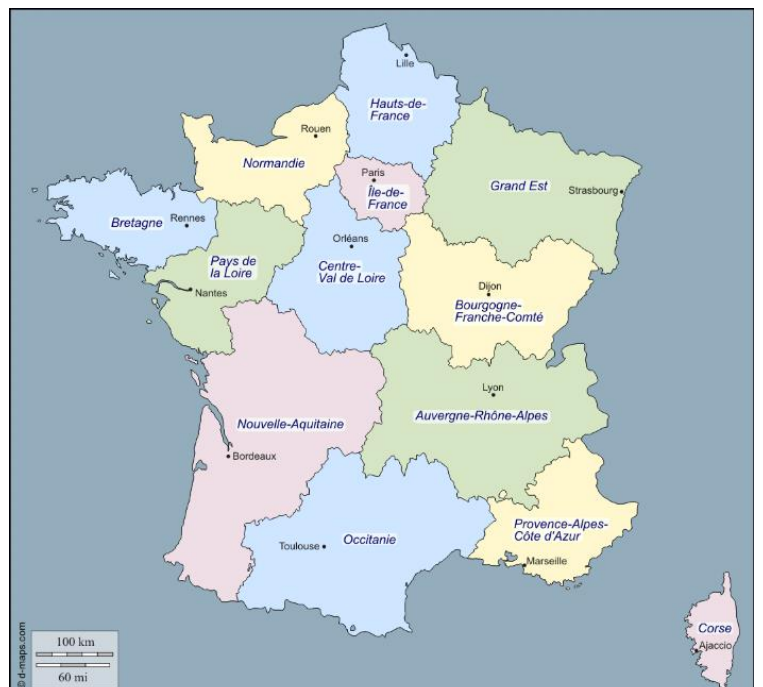 Lille
Hauts-de-
France
Rouen
Normandie
Paris
Île-de-
France
Grand Est
Strasbourg
Bretagne
Rennes
Orléans
Pays de
la Loire
Centre-
Val de Loire
Nantes
Dijon
Bourgogne-
Franche-Comté
Lyon
Auvergne-Rhône-Alpes
Nouvelle-Aquitaine
Bordeaux
Toulouse
Occitanie
Provence-Alpes-
Côte d'Azur
Marseille
Corse
Ajaccio
100 km
60 mi
© d-maps.com